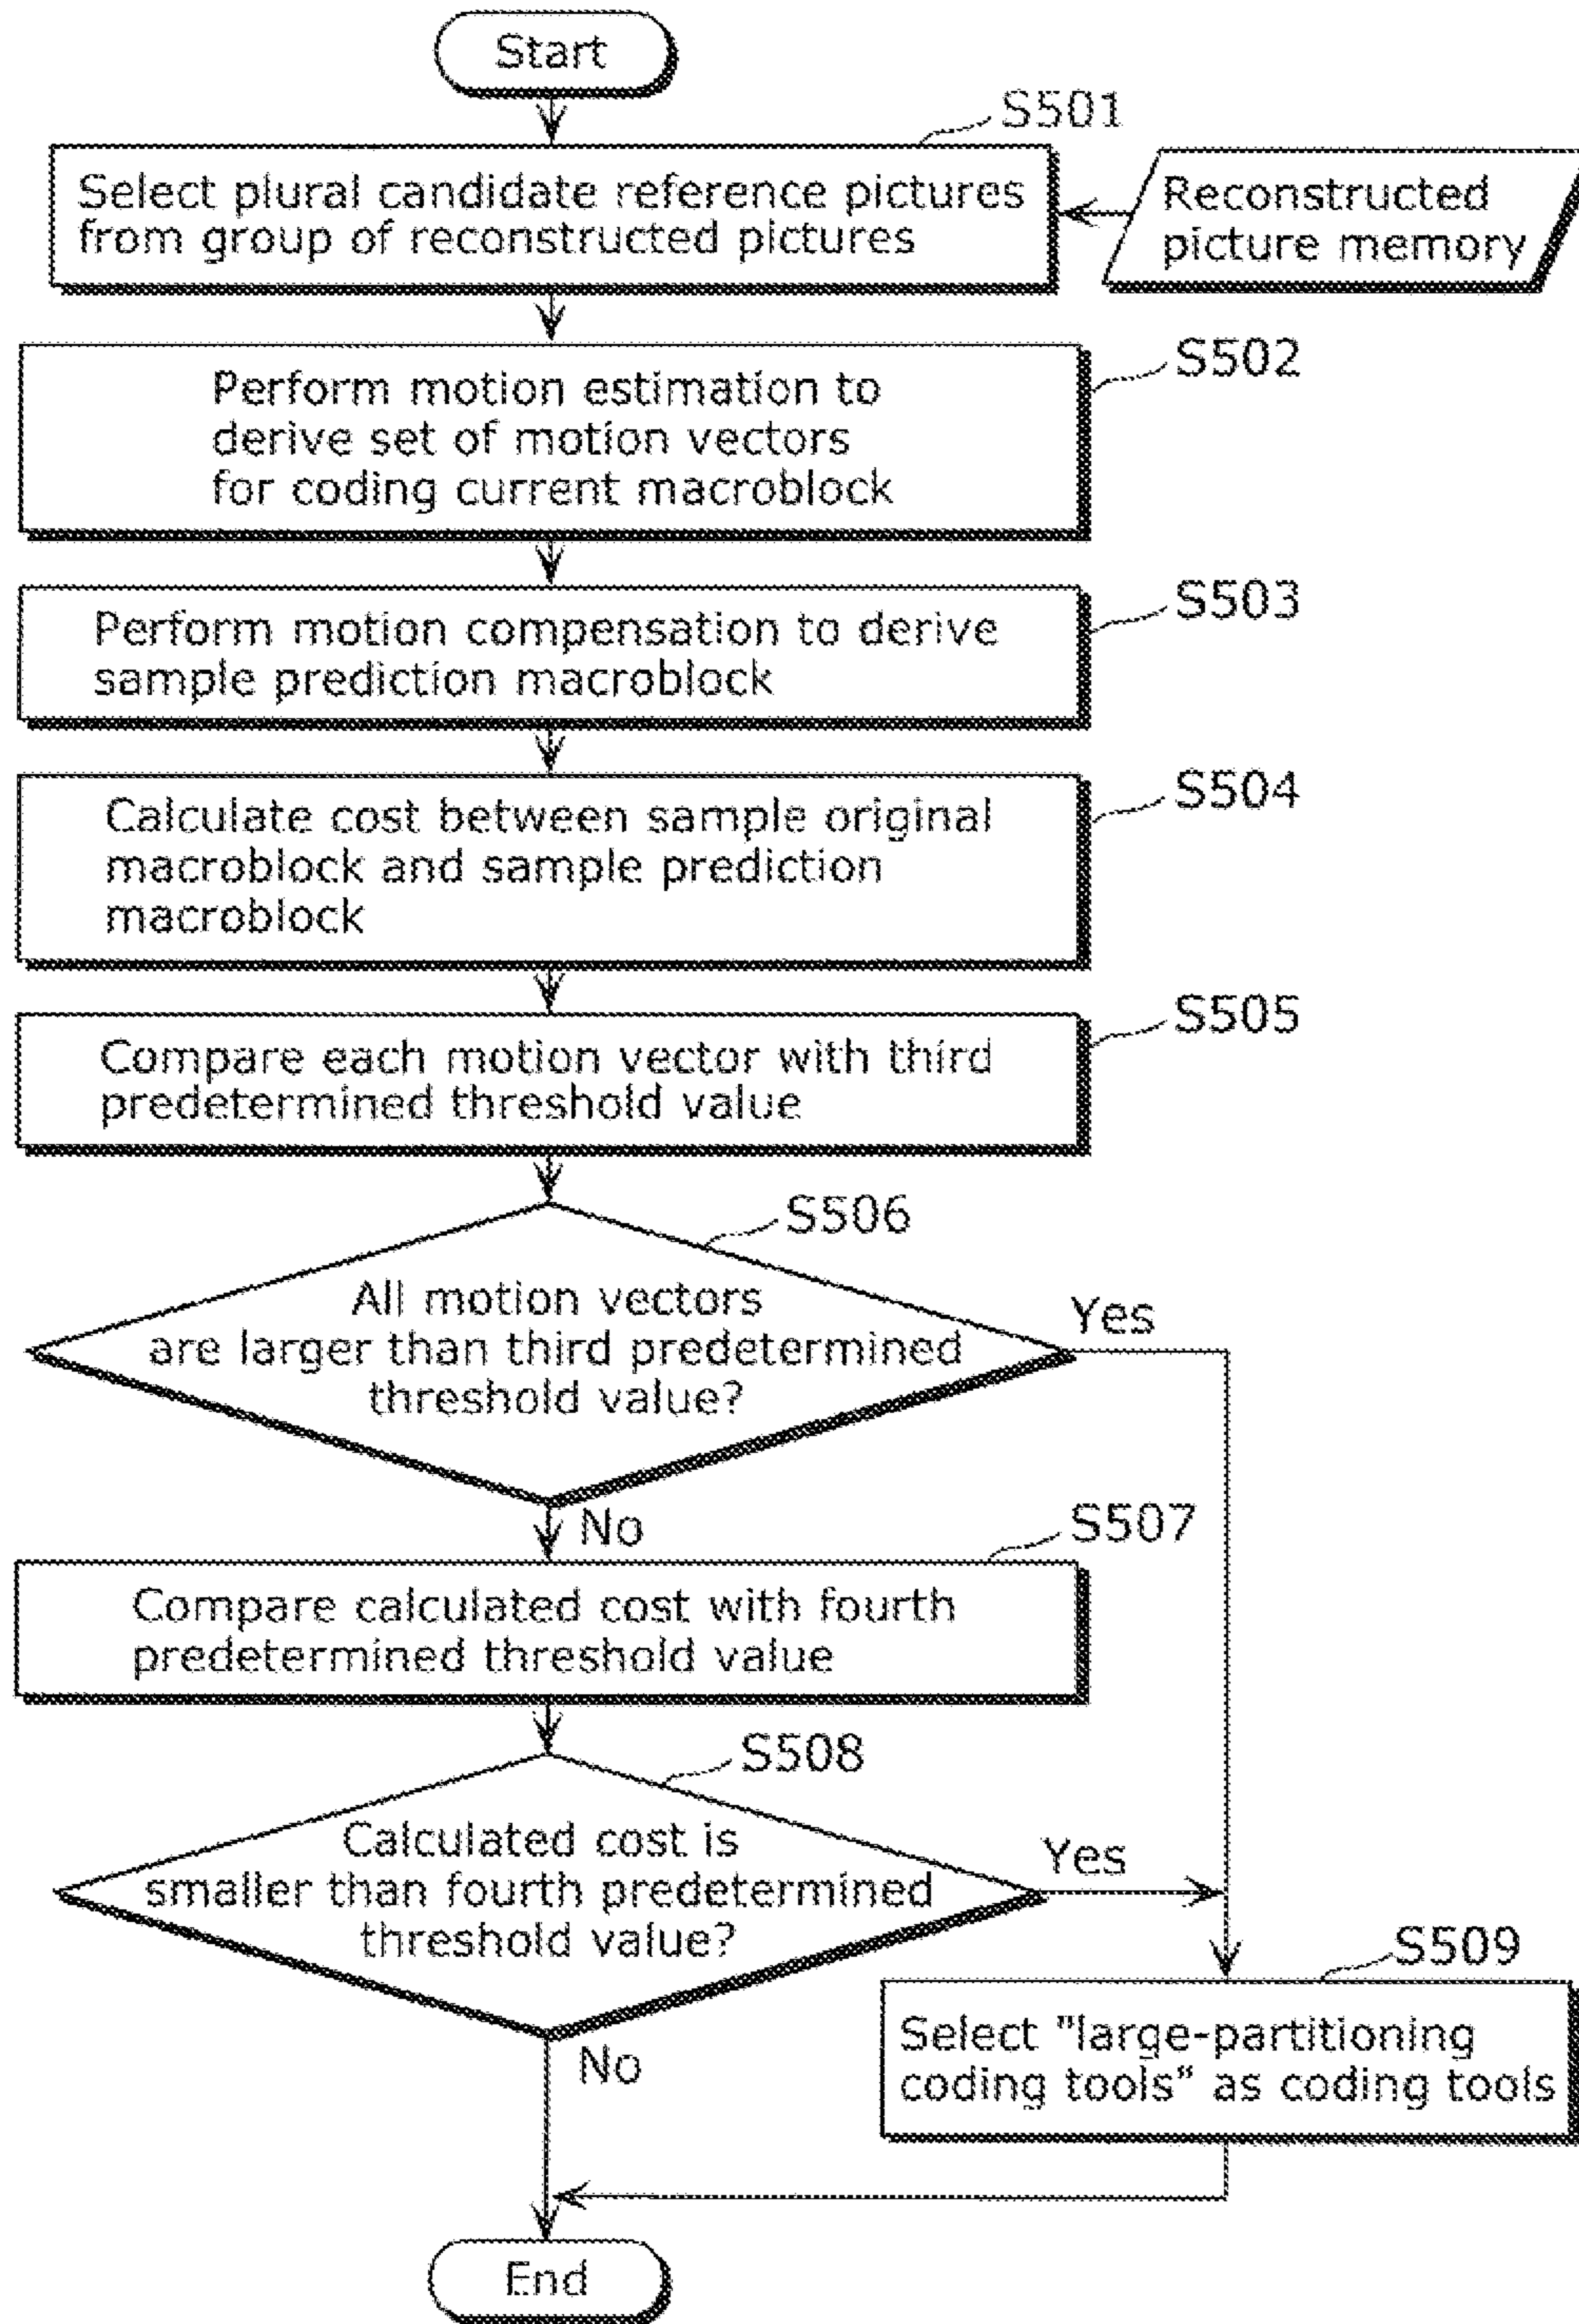 Start
S501
Select plural candidate reference pictures
from group of reconstructed pictures
Reconstructed
picture memory
S502
Perform motion estimation to
derive set of motion vectors
for coding current macroblock
S503
Perform motion compensation to derive
sample prediction macroblock
S504
Calculate cost between sample original
macroblock and sample prediction
macroblock
S505
Compare each motion vector with third
predetermined threshold value
S506
All motion vectors
are larger than third predetermined
threshold value?
Yes
No
S507
Compare calculated cost with fourth
predetermined threshold value
S508
Calculated cost is
smaller than fourth predetermined
threshold value?
Yes
No
S509
Select "large-partitioning
coding tools" as coding tools
End